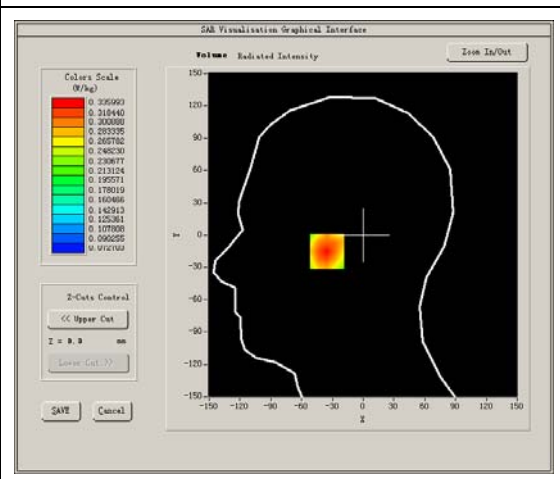 SAR Visualisation Graphical Interface
Volume Radiated Intensity
Zoom In/Out
Colors Scale
(W/kg)
0.335993
0.318440
0.300888
0.283335
0.265782
0.248230
0.230677
0.213124
0.195571
0.178019
0.160466
0.142913
0.125361
0.107808
0.090255
0.072703
Z-Cuts Control
<< Upper Cut
Z = 0.0 mm
Lower Cut >>
SAVE
Cancel
150
120
90
60
30
0
-30
-60
-90
-120
-150
Y
-150 -120 -90 -60 -30 0 30 60 90 120 150
X